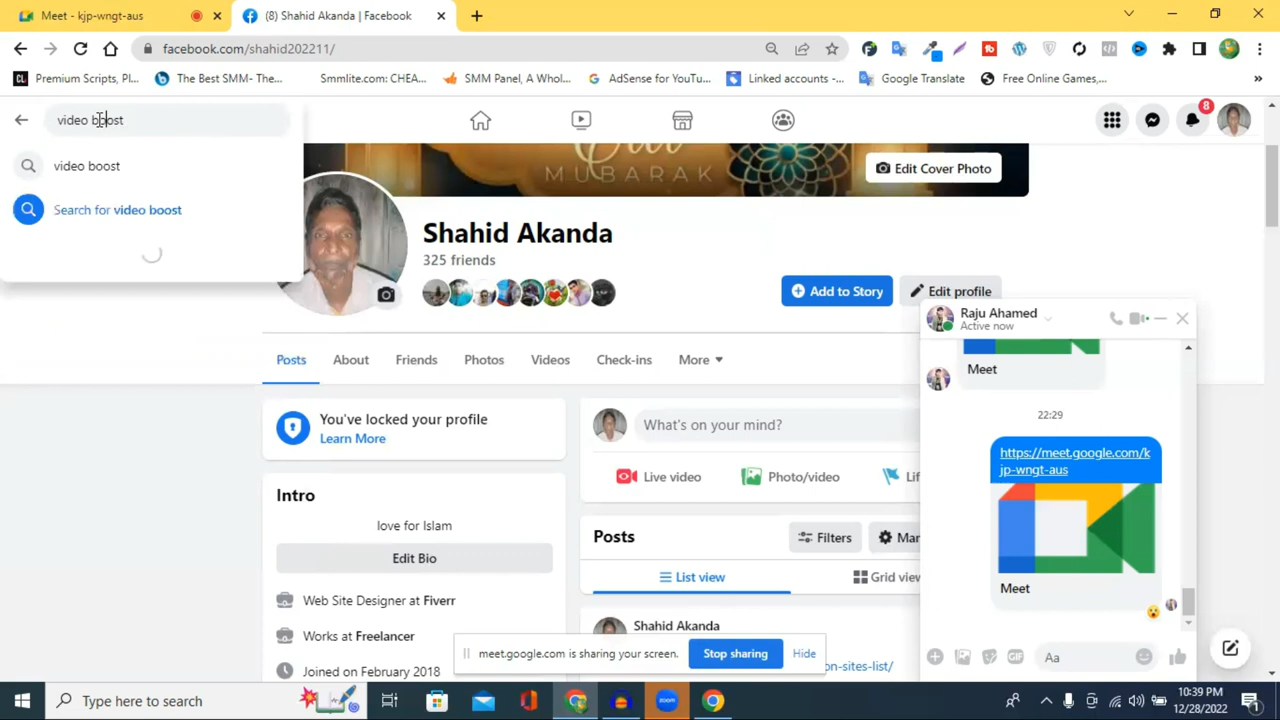 Meet - kjp-wngt-aus
(8) Shahid Akanda | Facebook
facebook.com/shahid202211/
Premium Scripts, Pl...
The Best SMM- The...
Smmlite.com: CHEA...
SMM Panel, A Whol...
AdSense for YouTu...
Linked accounts -...
Google Translate
Free Online Games,...
video boost
8
video boost
Search for video boost
MUBARAK
Edit Cover Photo
Shahid Akanda
325 friends
Add to Story
Edit profile
Posts
About
Friends
Photos
Videos
Check-ins
More
Raju Ahamed
Active now
Meet
22:29
https://meet.google.com/k
jp-wngt-aus
Meet
Aa
You've locked your profile
Learn More
What's on your mind?
Live video
Photo/video
Lif
Intro
love for Islam
Edit Bio
Web Site Designer at Fiverr
Works at Freelancer
Joined on February 2018
Posts
Filters
Man
List view
Grid view
Shahid Akanda
on-sites-list/
meet.google.com is sharing your screen.
Stop sharing
Hide
Type here to search
zoom
10:39 PM
12/28/2022
1